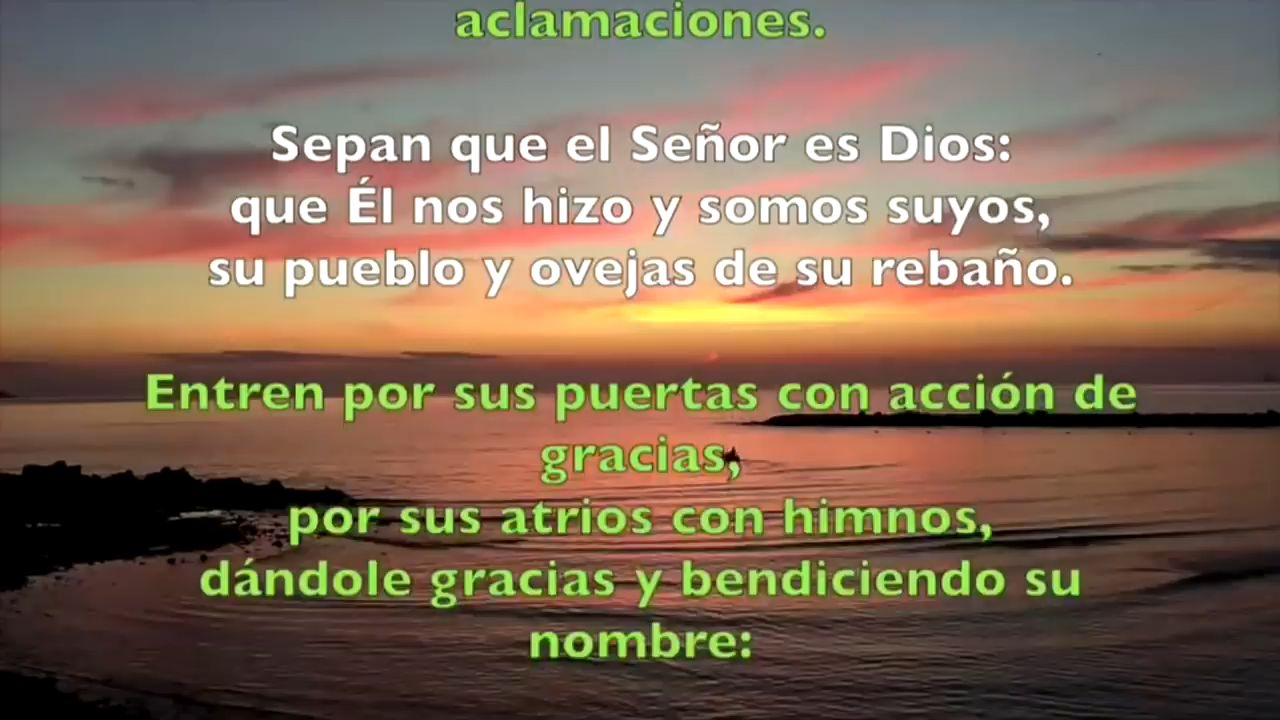 aclamaciones.
Sepan que el Señor es Dios:
que Él nos hizo y somos suyos,
su pueblo y ovejas de su rebaño.
Entren por sus puertas con acción de
gracias,
por sus atrios con himnos,
dándole gracias y bendiciendo su
nombre: